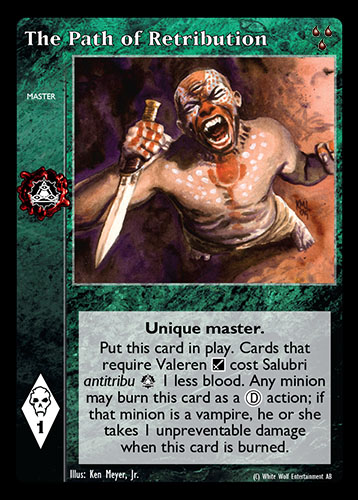 The Path of Retribution
MASTER
Unique master.
Put this card in play. Cards that
require Valeren cost Salubri
antitribu 1 less blood. Any minion
may burn this card as a D action; if
that minion is a vampire, he or she
takes 1 unpreventable damage
when this card is burned.
1
Illus: Ken Meyer, Jr.
(C) White Wolf Entertainment AB